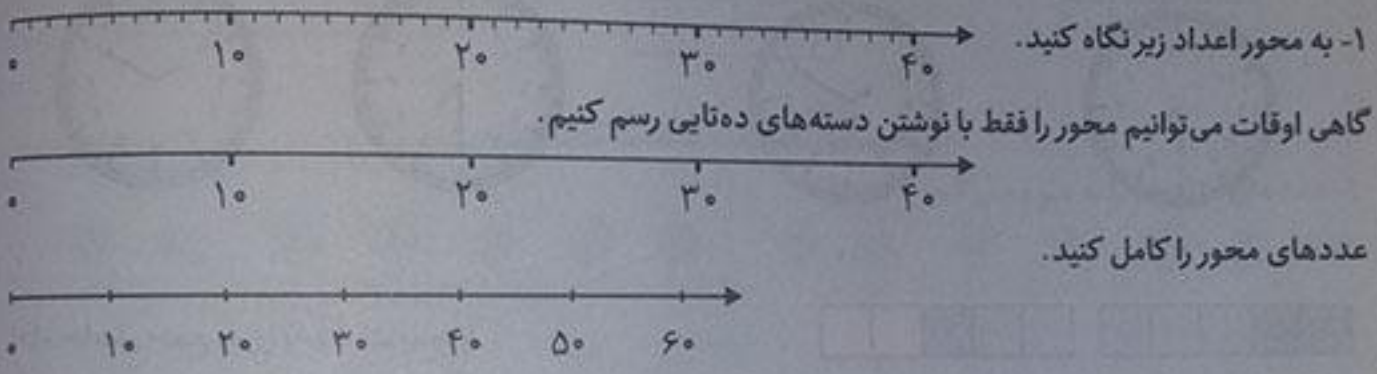 ۱- به محور اعداد زیر نگاه کنید.
۰ ۱۰ ۲۰ ۳۰ ۴۰
گاهی اوقات می‌توانیم محور را فقط با نوشتن دسته‌های ده‌تایی رسم کنیم.
۰ ۱۰ ۲۰ ۳۰ ۴۰
عددهای محور را کامل کنید.
۰ ۱۰ ۲۰ ۳۰ ۴۰ ۵۰ ۶۰